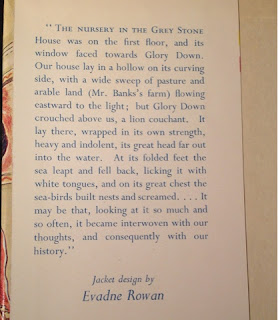 "The nursery in the Grey Stone
House was on the first floor, and its
window faced towards Glory Down.
Our house lay in a hollow on its curving
side, with a wide sweep of pasture and
arable land (Mr. Banks's farm) flowing
eastward to the light; but Glory Down
crouched above us, a lion couchant. It
lay there, wrapped in its own strength,
heavy and indolent, its great head far out
into the water. At its folded feet the
sea leapt and fell back, licking it with
white tongues, and on its great chest the
sea-birds built nests and screamed. . . . It
may be that, looking at it so much and
so often, it became interwoven with our
thoughts, and consequently with our
history."
Jacket design by
Evadne Rowan